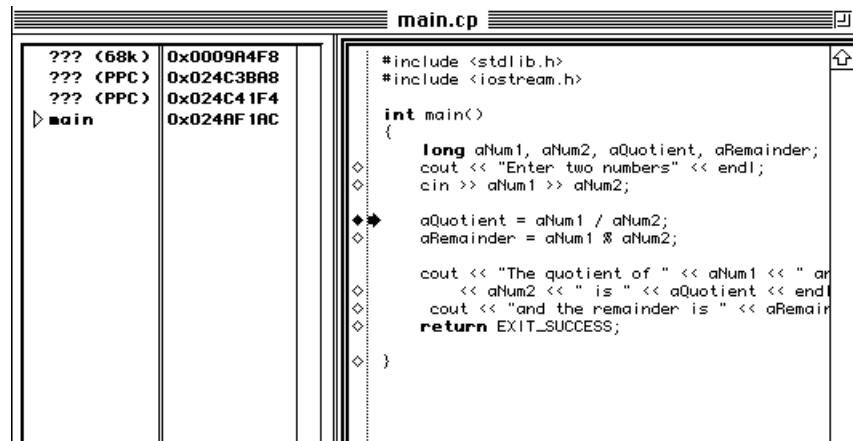 main.cp
??? (68k) 0x0009A4F8
??? (PPC) 0x024C3BA8
??? (PPC) 0x024C41F4
main 0x024AF1AC
#include <stdlib.h>
#include <iostream.h>
int main()
{
long aNum1, aNum2, aQuotient, aRemainder;
cout << "Enter two numbers" << endl;
cin >> aNum1 >> aNum2;
aQuotient = aNum1 / aNum2;
aRemainder = aNum1 % aNum2;
cout << "The quotient of " << aNum1 << "
<< aNum2 << " is " << aQuotient << endl
cout << "and the remainder is " <<
return EXIT_SUCCESS;
}